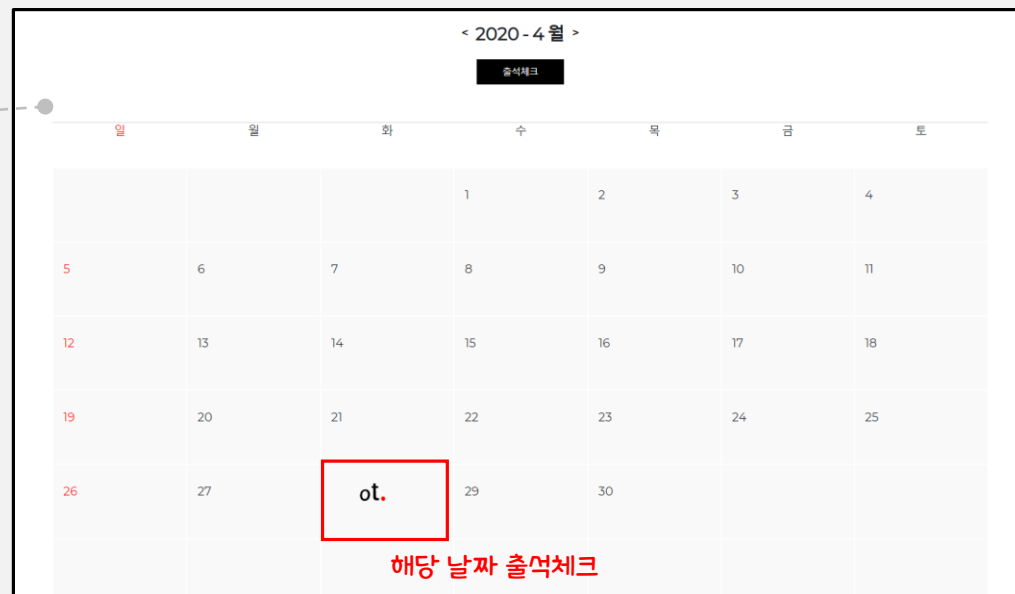 < 2020 - 4 월 >
출석체크
일 월 화 수 목 금 토
1 2 3 4
5 6 7 8 9 10 11
12 13 14 15 16 17 18
19 20 21 22 23 24 25
26 27 ot. 29 30
해당 날짜 출석체크